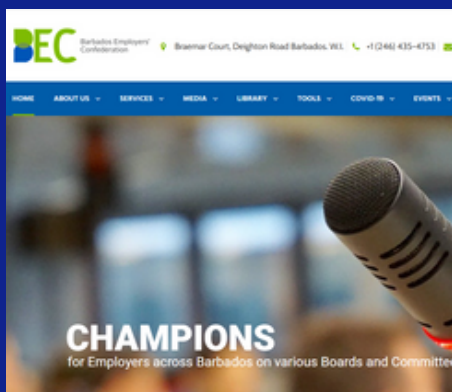 BEC
Barbados Employers'
Confederation
Braemar Court, Deighton Road Barbados. W.I.
+1 (246) 435-4753
HOME ABOUT US SERVICES MEDIA LIBRARY TOOLS COVID-19 EVENTS
CHAMPIONS
for Employers across Barbados on various Boards and Committee